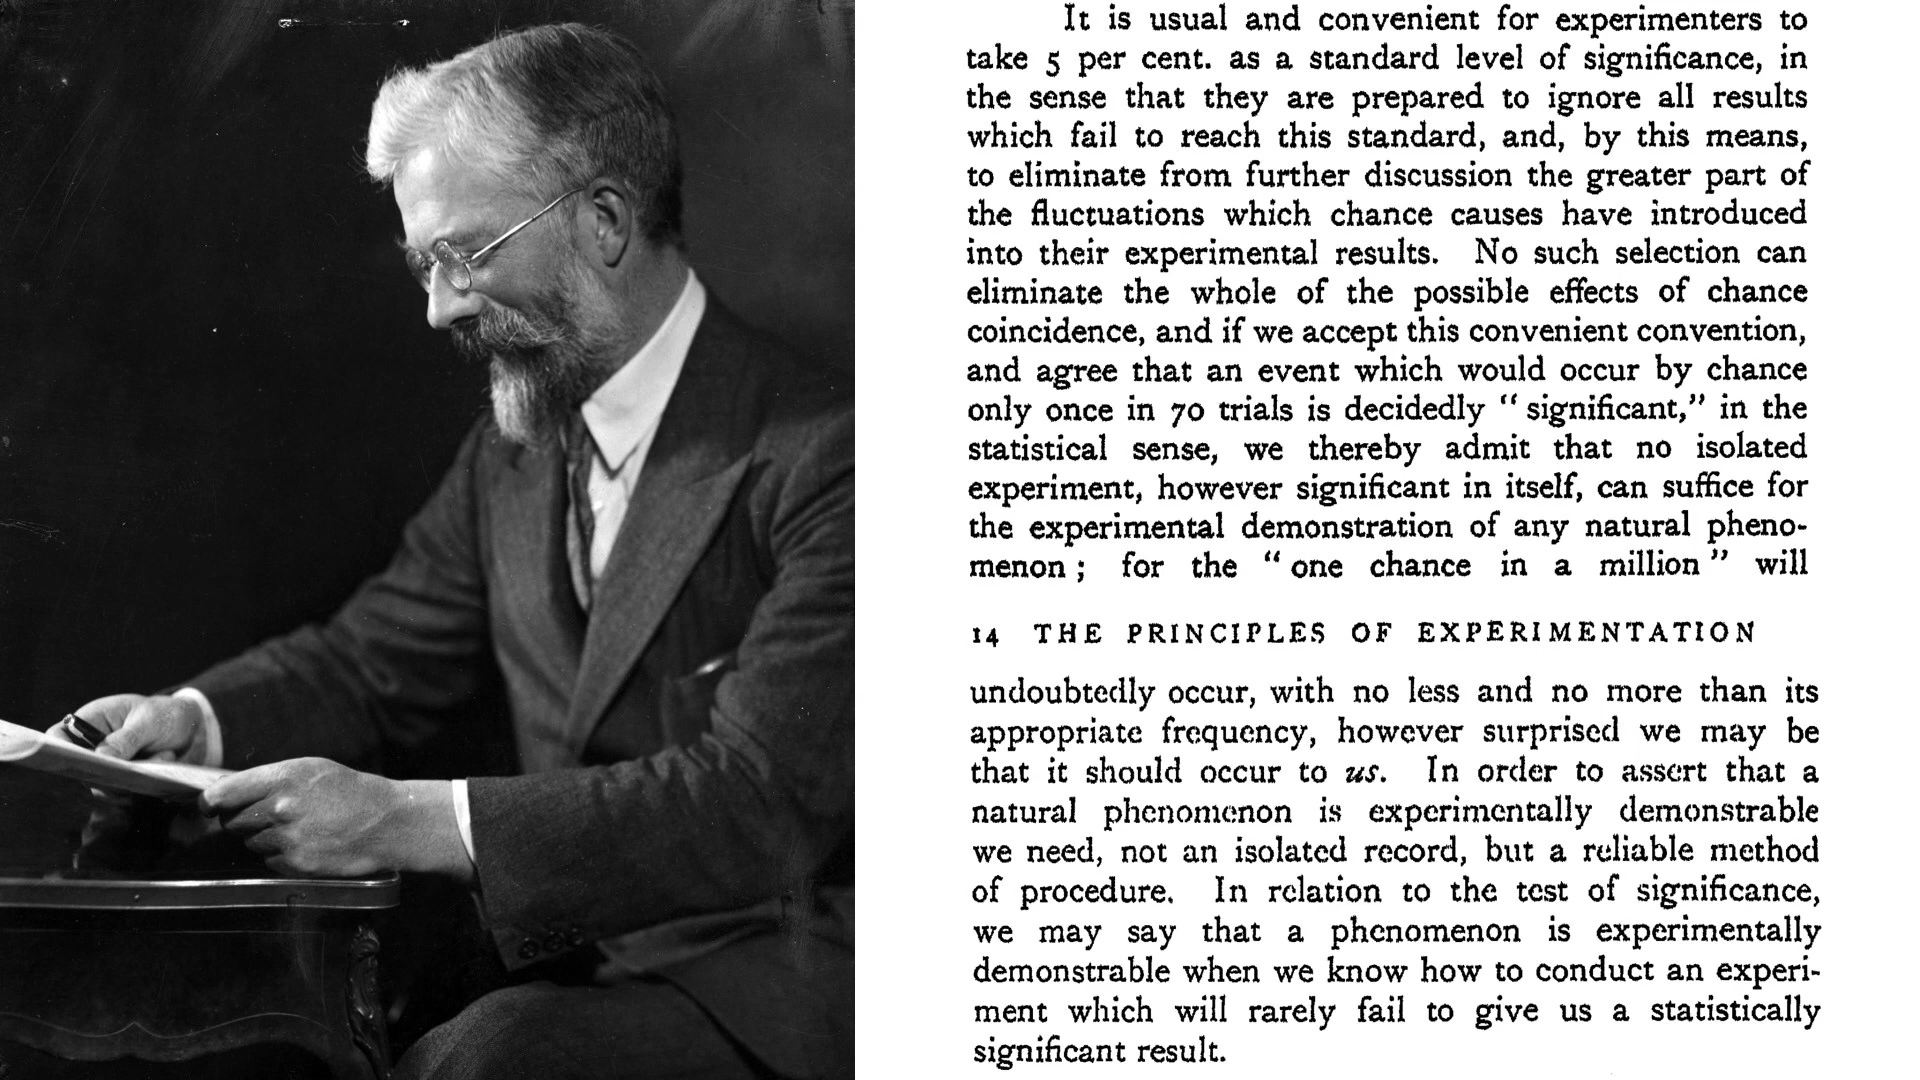 It is usual and convenient for experimenters to
take 5 per cent. as a standard level of significance, in
the sense that they are prepared to ignore all results
which fail to reach this standard, and, by this means,
to eliminate from further discussion the greater part of
the fluctuations which chance causes have introduced
into their experimental results. No such selection can
eliminate the whole of the possible effects of chance
coincidence, and if we accept this convenient convention,
and agree that an event which would occur by chance
only once in 70 trials is decidedly “ significant,” in the
statistical sense, we thereby admit that no isolated
experiment, however significant in itself, can suffice for
the experimental demonstration of any natural pheno-
menon ; for the “ one chance in a million ” will
14 THE PRINCIPLES OF EXPERIMENTATION
undoubtedly occur, with no less and no more than its
appropriate frequency, however surprised we may be
that it should occur to us. In order to assert that a
natural phenomenon is experimentally demonstrable
we need, not an isolated record, but a reliable method
of procedure. In relation to the test of significance,
we may say that a phenomenon is experimentally
demonstrable when we know how to conduct an experi-
ment which will rarely fail to give us a statistically
significant result.